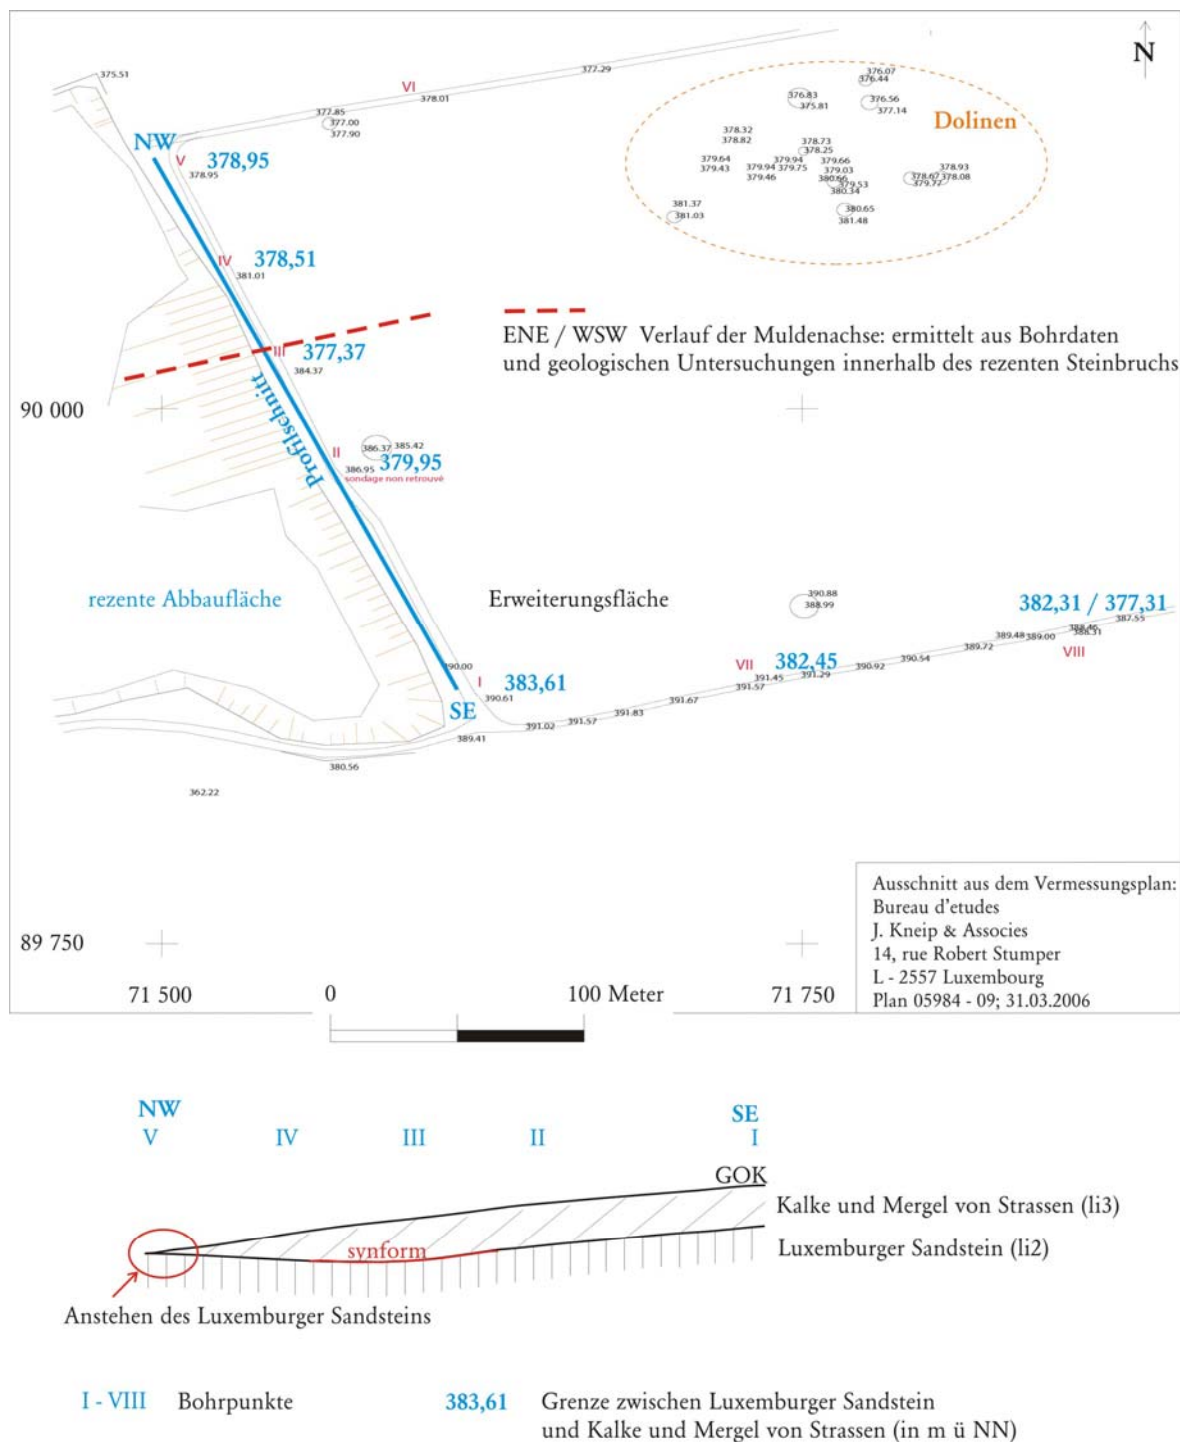 N
375.51
377.29
VI
378.01
377.85
377.00
377.90
NW
V
378,95
378.95
376.07
376.44
376.83
375.81
376.56
377.14
Dolinen
378.32
378.82
378.73
378.25
379.64
379.43
379.94
379.46
379.94
379.75
379.66
379.03
380.66
379.53
380.34
378.67
379.77
378.93
378.08
381.37
381.03
380.65
381.48
IV
378,51
381.01
III
377,37
384.37
ENE / WSW Verlauf der Muldenachse: ermittelt aus Bohrdaten
und geologischen Untersuchungen innerhalb des rezenten Steinbruchs
90 000
Profilschnitt
II
386.37
385.42
379,95
386.95
sondage non retrouvé
rezente Abbaufläche
Erweiterungsfläche
390.88
388.99
382,31 / 377,31
387.55
388.46
388.31
389.48
389.00
389.72
VIII
390.54
390.92
VII
382,45
391.45
391.29
391.57
390.00
I
383,61
390.61
SE
391.67
391.83
391.57
391.02
389.41
380.56
362.22
Ausschnitt aus dem Vermessungsplan:
Bureau d'etudes
J. Kneip & Associes
14, rue Robert Stumper
L - 2557 Luxembourg
Plan 05984 - 09; 31.03.2006
89 750
71 500
0
100 Meter
71 750
NW
SE
V
IV
III
II
I
GOK
Kalke und Mergel von Strassen (li3)
synform
Luxemburger Sandstein (li2)
Anstehen des Luxemburger Sandsteins
I - VIII Bohrpunkte
383,61 Grenze zwischen Luxemburger Sandstein
und Kalke und Mergel von Strassen (in m ü NN)